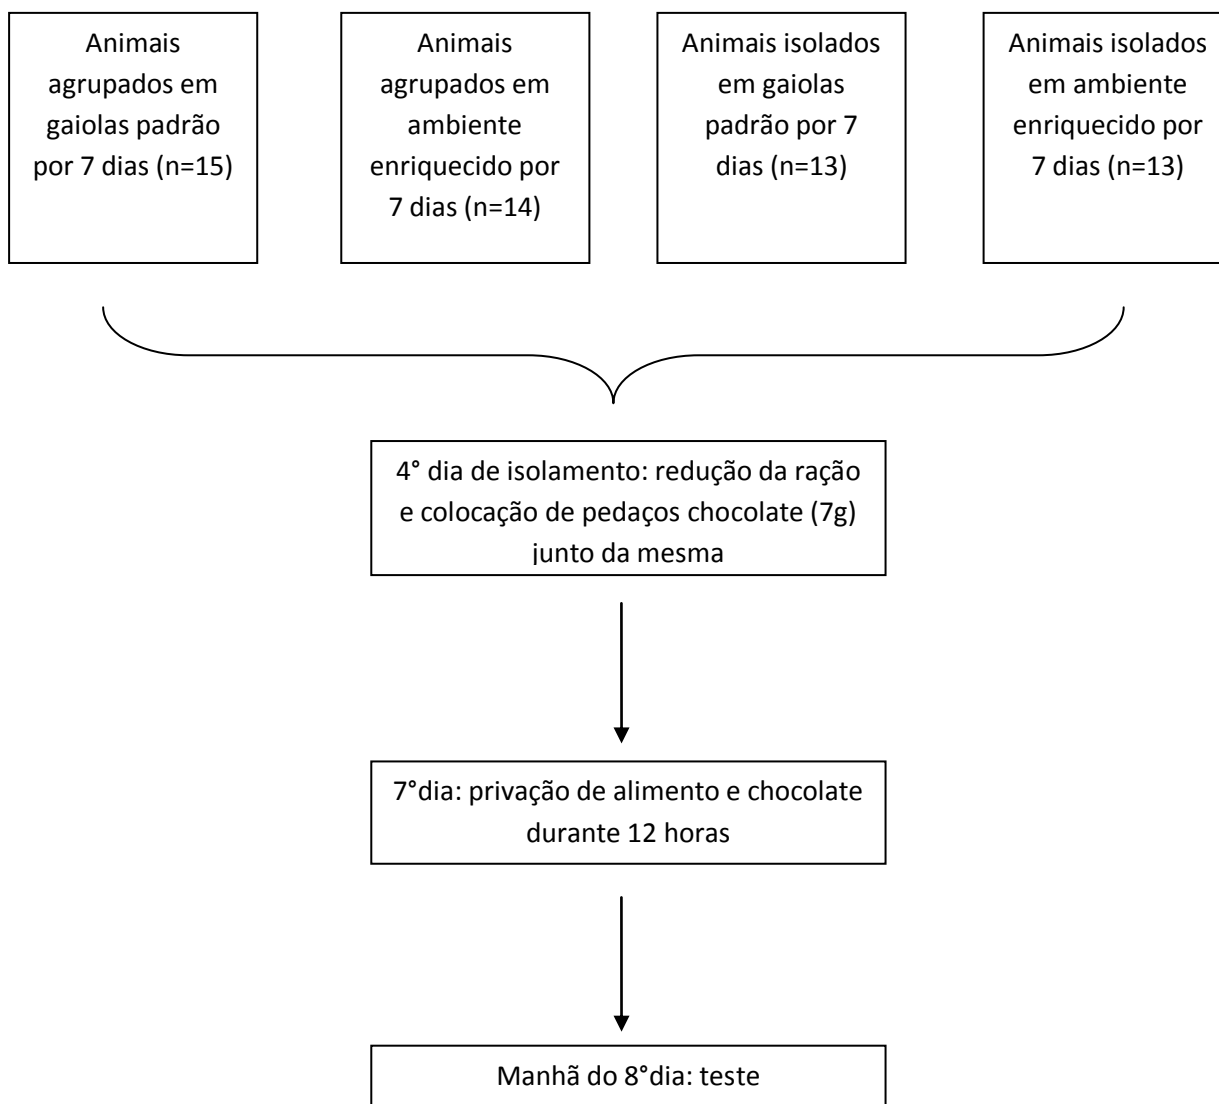 Animais
agrupados em
gaiolas padrão
por 7 dias (n=15)
Animais
agrupados em
ambiente
enriquecido por
7 dias (n=14)
Animais isolados
em gaiolas
padrão por 7
dias (n=13)
Animais isolados
em ambiente
enriquecido por
7 dias (n=13)
4° dia de isolamento: redução da ração
e colocação de pedaços chocolate (7g)
junto da mesma
7°dia: privação de alimento e chocolate
durante 12 horas
Manhã do 8°dia: teste